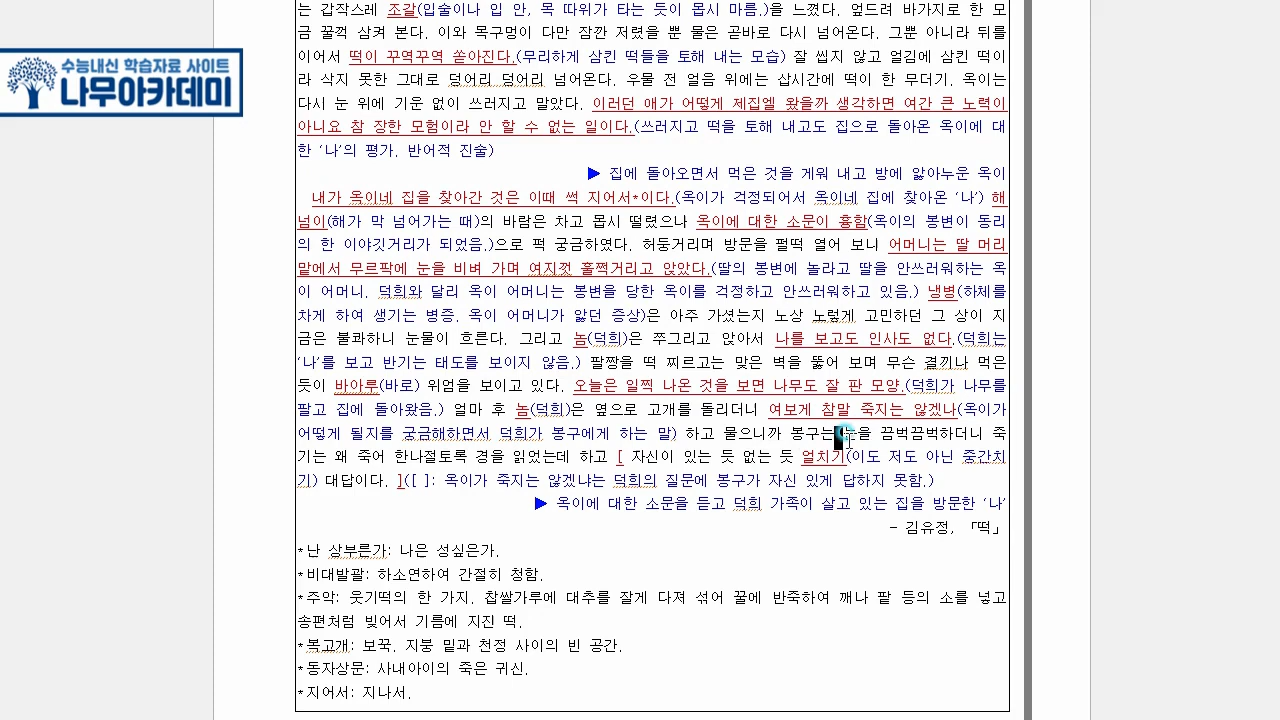 는 갑작스레 조갈(입술이나 입 안, 목 따위가 타는 듯이 몹시 마름.)을 느꼈다. 엎드려 바가지로 한 모
금 꿀꺽 삼켜 본다. 이와 목구멍이 다만 잠깐 저렸을 뿐 물은 곧바로 다시 넘어온다. 그뿐 아니라 뒤를
이어서 떡이 꾸역꾸역 쏟아진다.(무리하게 삼킨 떡들을 토해 내는 모습) 잘 씹지 않고 얼김에 삼킨 떡이
라 삭지 못한 그대로 덩어리 덩어리 넘어온다. 우물 전 얼음 위에는 삽시간에 떡이 한 무더기. 옥이는
다시 눈 위에 기운 없이 쓰러지고 말았다. 이러던 애가 어떻게 제집엘 왔을까 생각하면 여간 큰 노력이
아니요 참 장한 모험이라 안 할 수 없는 일이다.(쓰러지고 떡을 토해 내고도 집으로 돌아온 옥이에 대
한 ‘나’의 평가. 반어적 진술)
▶ 집에 돌아오면서 먹은 것을 게워 내고 방에 앓아누운 옥이
내가 옥이네 집을 찾아간 것은 이때 썩 지어서*이다.(옥이가 걱정되어서 옥이네 집에 찾아온 ‘나’) 해
넘이(해가 막 넘어가는 때)의 바람은 차고 몹시 떨렸으나 옥이에 대한 소문이 흉함(옥이의 봉변이 동리
의 한 이야깃거리가 되었음.)으로 퍽 궁금하였다. 허둥거리며 방문을 펄떡 열어 보니 어머니는 딸 머리
맡에서 무르팍에 눈을 비벼 가며 여지껏 훌쩍거리고 앉았다.(딸의 봉변에 놀라고 딸을 안쓰러워하는 옥
이 어머니. 덕희와 달리 옥이 어머니는 봉변을 당한 옥이를 걱정하고 안쓰러워하고 있음.) 냉병(하체를
차게 하여 생기는 병증. 옥이 어머니가 앓던 증상)은 아주 가셨는지 노상 노렇게 고민하던 그 상이 지
금은 불콰하니 눈물이 흐른다. 그리고 놈(덕희)은 쭈그리고 앉아서 나를 보고도 인사도 없다.(덕희는
‘나’를 보고 반기는 태도를 보이지 않음.) 팔짱을 떡 찌르고는 맞은 벽을 뚫어 보며 무슨 결끼나 먹은
듯이 바아루(바로) 위엄을 보이고 있다. 오늘은 일찍 나온 것을 보면 나무도 잘 판 모양.(덕희가 나무를
팔고 집에 돌아왔음.) 얼마 후 놈(덕희)은 옆으로 고개를 돌리더니 여보게 참말 죽지는 않겠나(옥이가
어떻게 될지를 궁금해하면서 덕희가 봉구에게 하는 말) 하고 물으니까 봉구는 눈을 끔벅끔벅하더니 죽
기는 왜 죽어 한나절토록 경을 읽었는데 하고 [ 자신이 있는 듯 없는 듯 얼치기(이도 저도 아닌 중간치
기) 대답이다. ]([ ]: 옥이가 죽지는 않겠냐는 덕희의 질문에 봉구가 자신 있게 답하지 못함.)
▶ 옥이에 대한 소문을 듣고 덕희 가족이 살고 있는 집을 방문한 ‘나’
- 김유정, 「떡」
*난 상부른가: 나은 성싶은가.
*비대발괄: 하소연하여 간절히 청함.
*주악: 웃기떡의 한 가지. 찹쌀가루에 대추를 잘게 다져 섞어 꿀에 반죽하여 깨나 팥 등의 소를 넣고
송편처럼 빚어서 기름에 지진 떡.
*복고개: 보꾹. 지붕 밑과 천정 사이의 빈 공간.
*동자상문: 사내아이의 죽은 귀신.
*지어서: 지나서.
수능내신 학습자료 사이트
나무아카데미